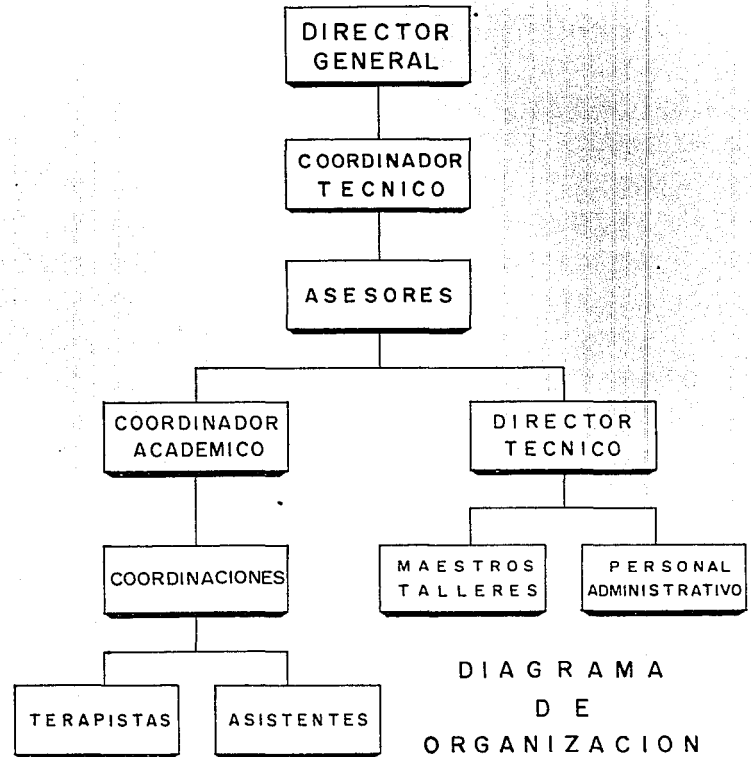 DIRECTOR
GENERAL
COORDINADOR
TECNICO
ASESORES
COORDINADOR
ACADEMICO
DIRECTOR
TECNICO
COORDINACIONES
MAESTROS
TALLERES
PERSONAL
ADMINISTRATIVO
TERAPISTAS
ASISTENTES
DIAGRAMA
DE
ORGANIZACION